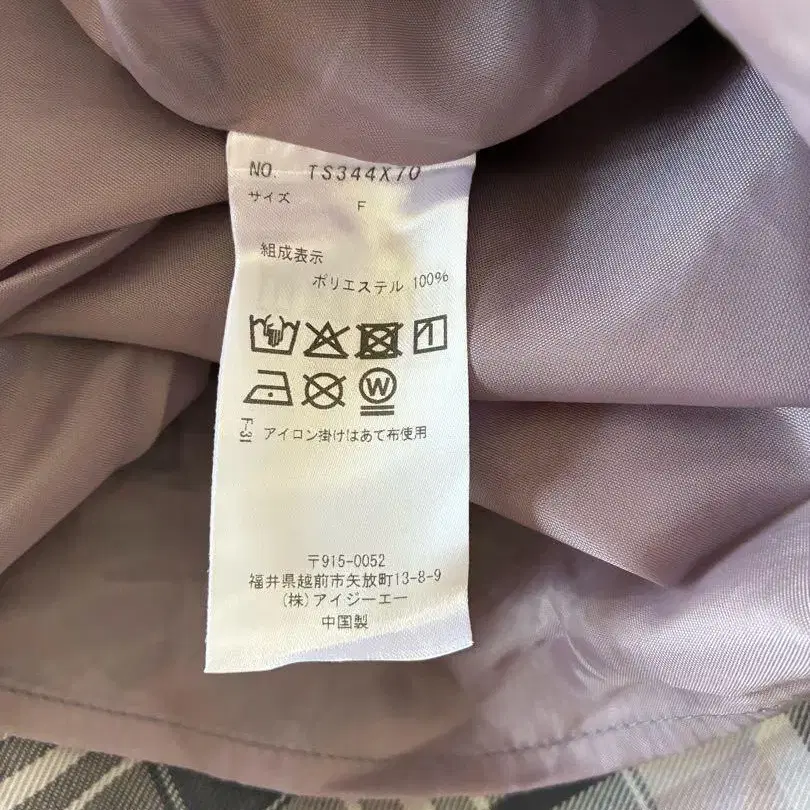 NO. TS344X70
サイズ F
組成表示
ポリエステル 100%
W
F-31 アイロン掛けはあて布使用
〒915-0052
福井県越前市矢放町13-8-9
(株)アイジーエー
中国製